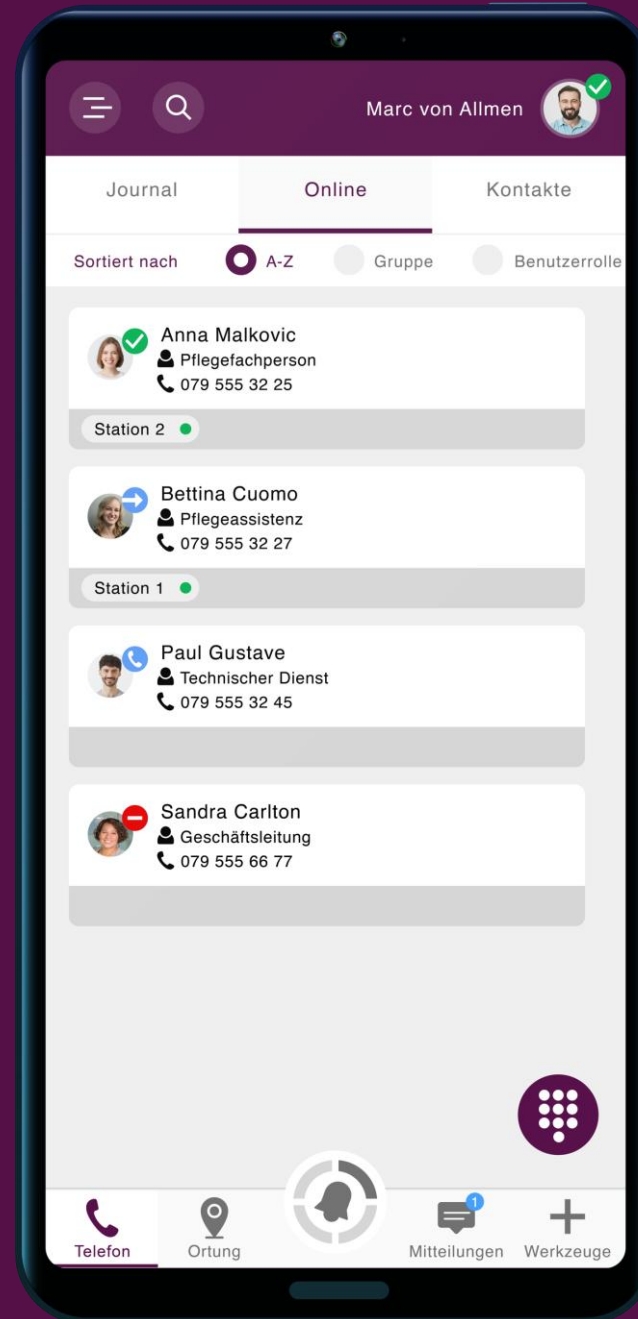 Marc von Allmen
Journal Online Kontakte
Sortiert nach A-Z Gruppe Benutzerrolle
Anna Malkovic
Pflegefachperson
079 555 32 25
Station 2
Bettina Cuomo
Pflegeassistenz
079 555 32 27
Station 1
Paul Gustave
Technischer Dienst
079 555 32 45
Sandra Carlton
Geschäftsleitung
079 555 66 77
1
Telefon Ortung Mitteilungen Werkzeuge